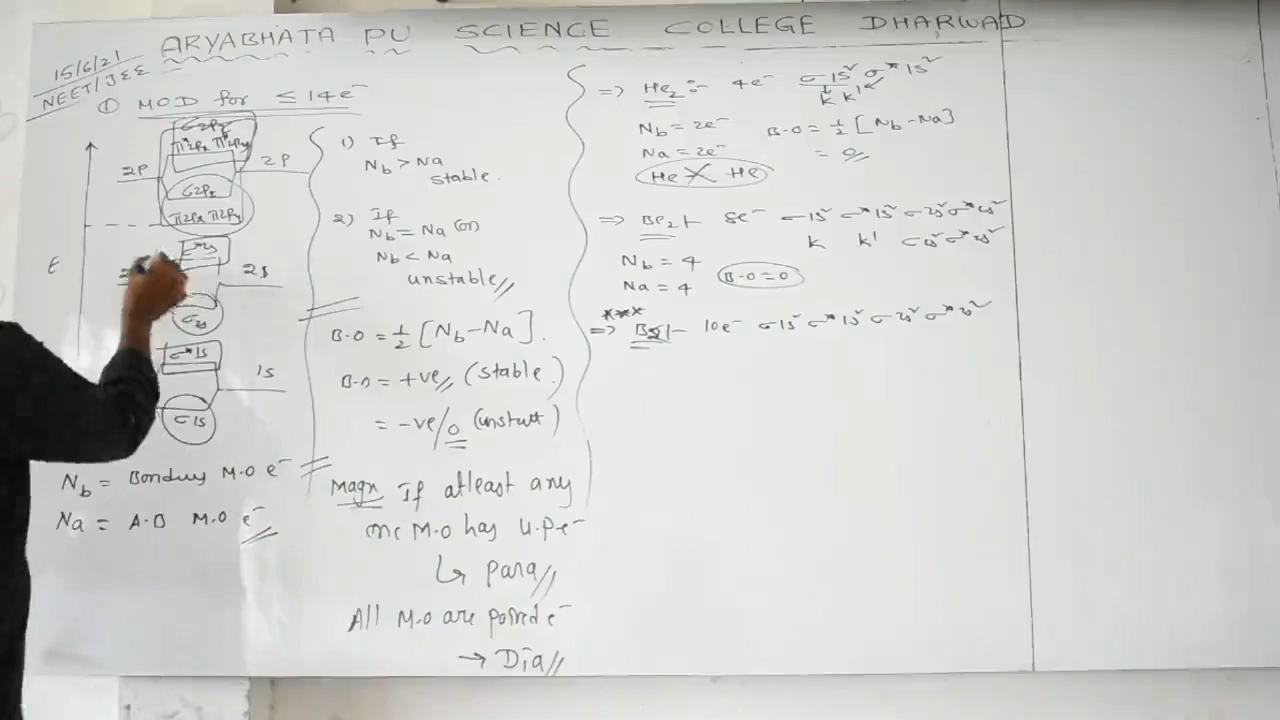 ARYABHATA PU SCIENCE COLLEGE DHARWAD
15/6/21
NEET/JEE
① MOD for ≤ 14e⁻
σ*2Pz
π*2Px π*2Py
2P 2P
σ2Pz
π2Px π2Py
E
σ*2s
2s
σ2s
σ*1s
1s
σ1s
Nb = Bonding M.O e⁻
Na = A.B M.O e⁻
1) If
Nb > Na
stable.
2) If
Nb = Na (or)
Nb < Na
unstable //
B.O = ½ [Nb – Na].
B.O = +ve // (stable)
= –ve/0
Magn If atleast any
one M.O has U.P e⁻
↳ para //
All M.O are paired e⁻
→ Dia //
⇒ He₂ :- 4e⁻ σ1s² σ*1s²
k k'
Nb = 2e⁻ B.O = ½ [Nb – Na]
Na = 2e⁻ = 0 //
He X He
⇒ Be₂ :- 8e⁻ σ1s² σ*1s² σ2s² σ*2s²
k k' σ2s² σ*2s²
Nb = 4
Na = 4 B.O = 0
***
⇒ B₂ :- 10e⁻ σ1s² σ*1s² σ2s² σ*2s²